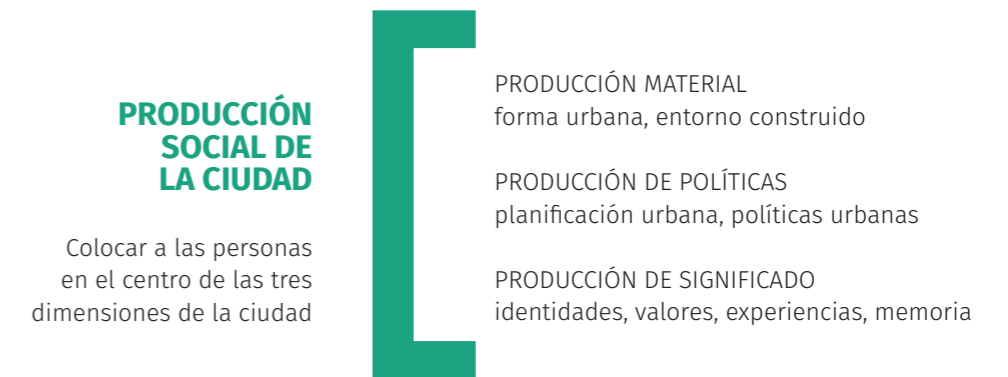 PRODUCCIÓN
SOCIAL DE
LA CIUDAD
Colocar a las personas
en el centro de las tres
dimensiones de la ciudad
PRODUCCIÓN MATERIAL
forma urbana, entorno construido
PRODUCCIÓN DE POLÍTICAS
planificación urbana, políticas urbanas
PRODUCCIÓN DE SIGNIFICADO
identidades, valores, experiencias, memoria